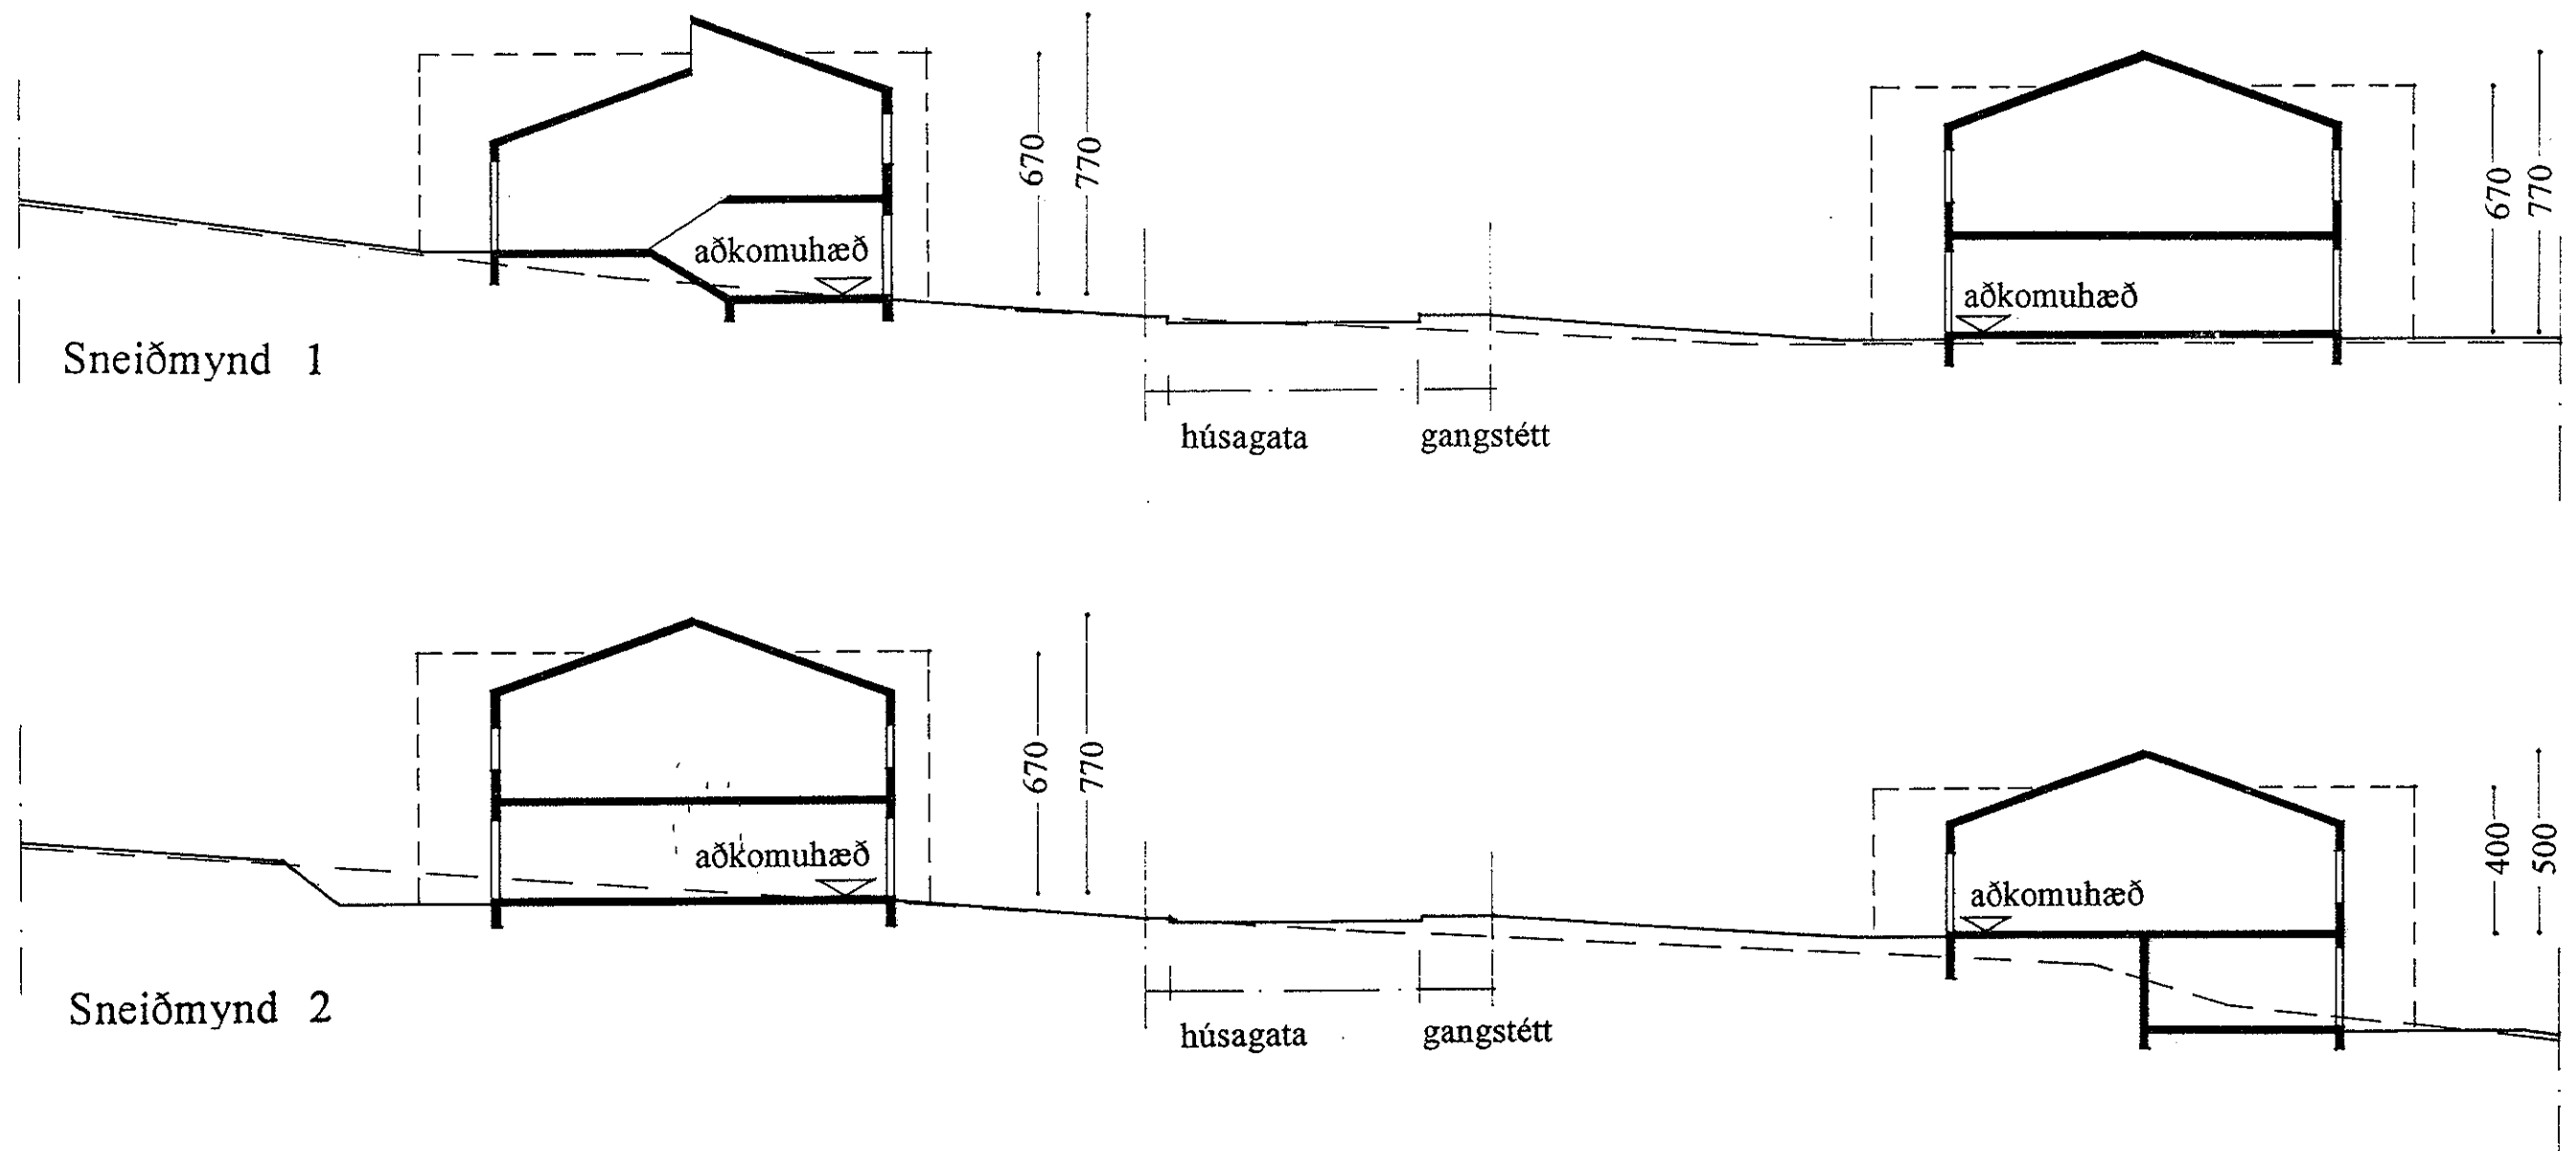 670
770
670
770
aðkomuhæð
aðkomuhæð
Sneiðmynd 1
húsagata gangstétt
670
770
400
500
aðkomuhæð
aðkomuhæð
Sneiðmynd 2
húsagata gangstétt